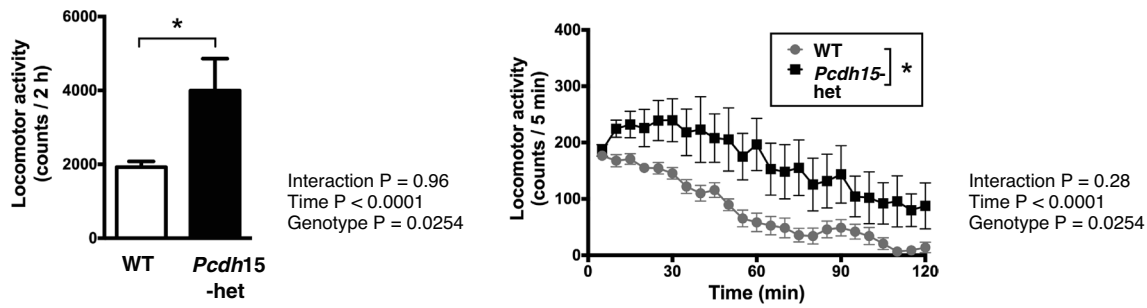 Locomotor activity
(counts / 2 h)
6000
4000
2000
0
*
WT
Pcdh15
-het
Interaction P = 0.96
Time P < 0.0001
Genotype P = 0.0254
Locomotor activity
(counts / 5 min)
400
300
200
100
0
WT
Pcdh15-
het
*
0
30
60
90
120
Time (min)
Interaction P = 0.28
Time P < 0.0001
Genotype P = 0.0254